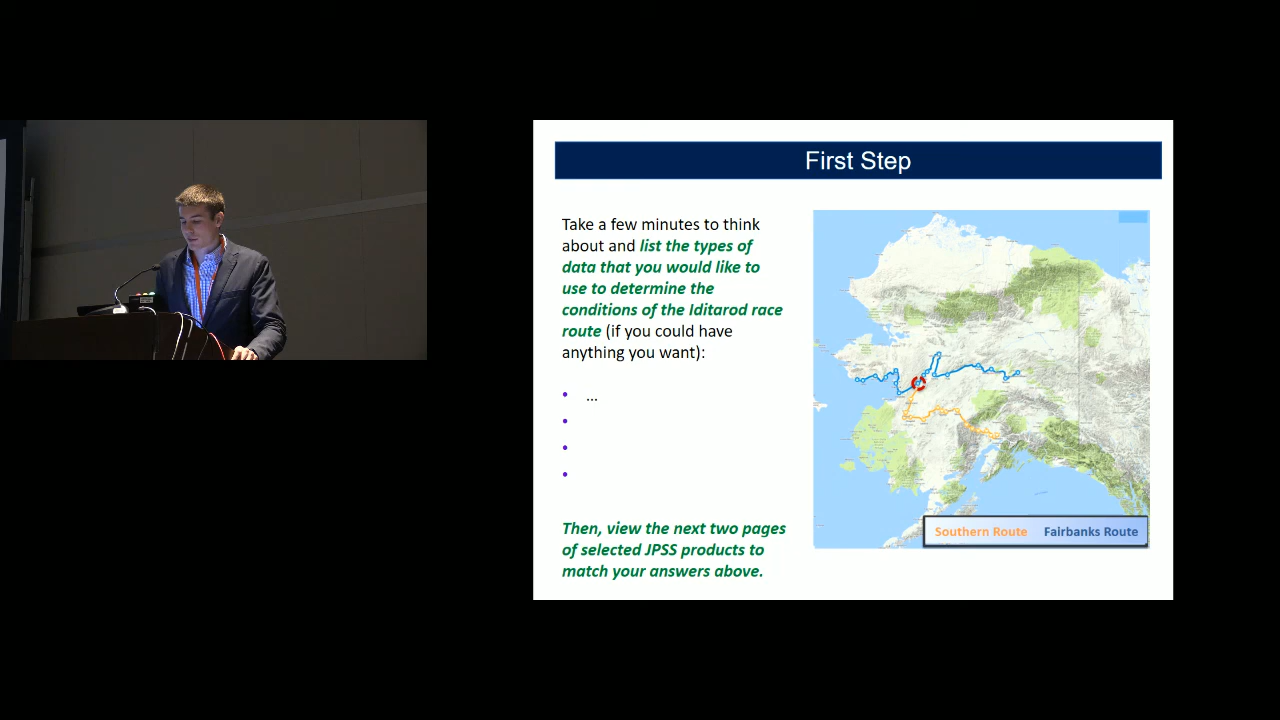 First Step
Take a few minutes to think
about and list the types of
data that you would like to
use to determine the
conditions of the Iditarod race
route (if you could have
anything you want):
• ...
•
•
•
Then, view the next two pages
of selected JPSS products to
match your answers above.
Southern Route Fairbanks Route